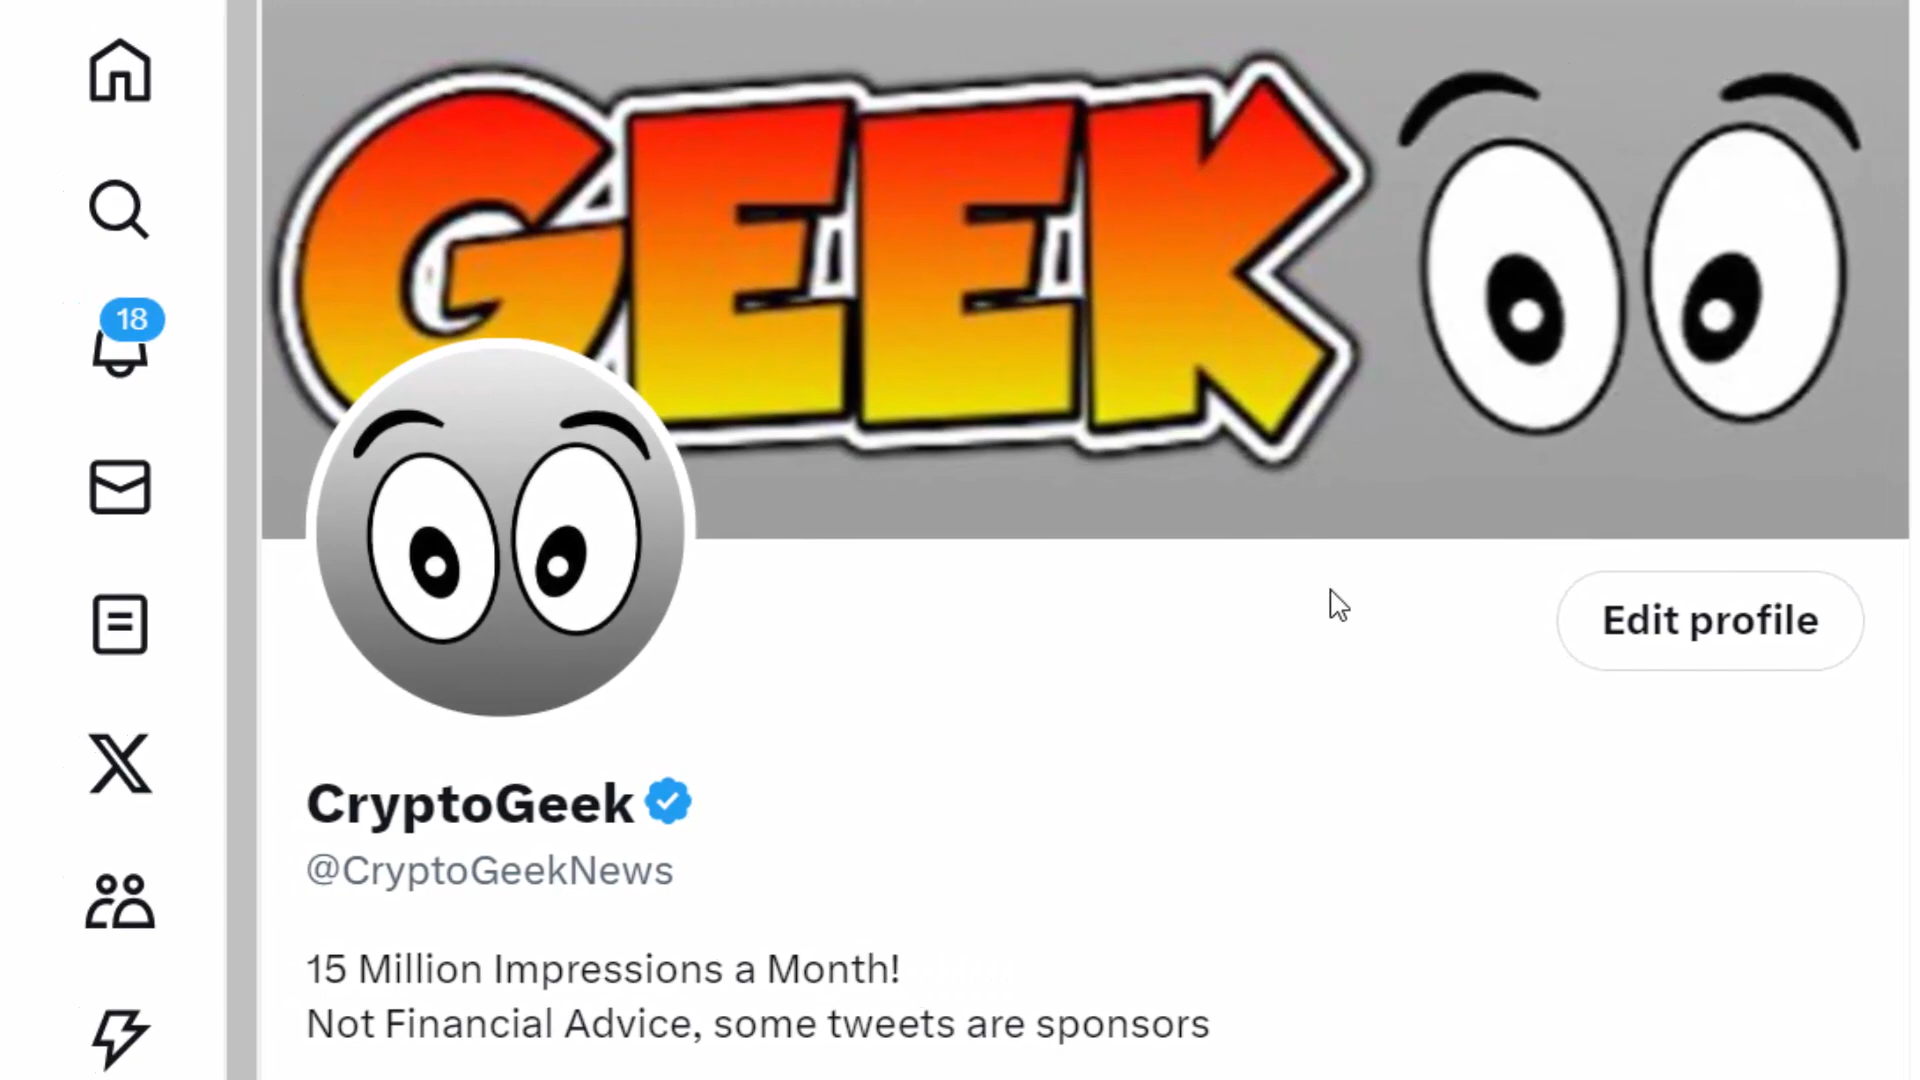 GEEK
18
Edit profile
CryptoGeek
@CryptoGeekNews
15 Million Impressions a Month!
Not Financial Advice, some tweets are sponsors